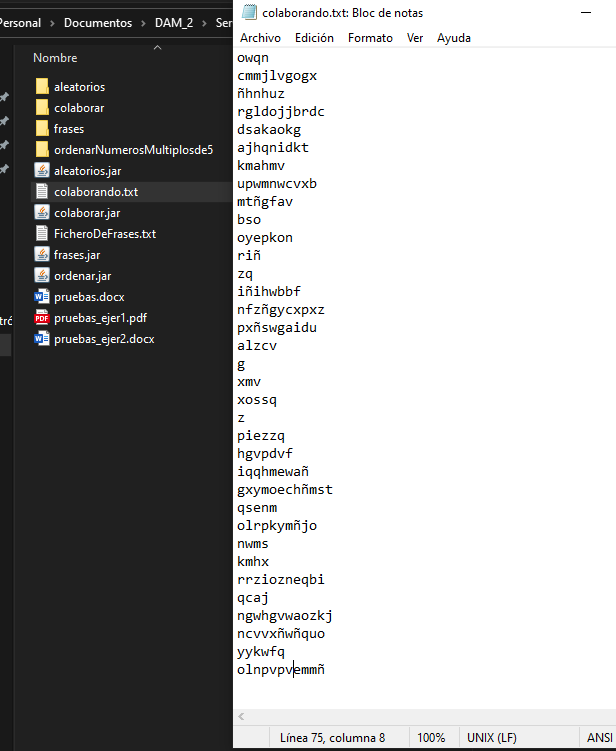 Personal > Documentos > DAM_2 > Ser
Nombre
aleatorios
colaborar
frases
ordenarNumerosMultiplosde5
aleatorios.jar
colaborando.txt
colaborar.jar
FicheroDeFrases.txt
frases.jar
ordenar.jar
pruebas.docx
PDF
pruebas_ejer1.pdf
pruebas_ejer2.docx
tró
colaborando.txt: Bloc de notas
Archivo Edición Formato Ver Ayuda
owqn
cmmjlvgogx
ñhnhuz
rgldojjbrdc
dsakaokg
ajhqnidkt
kmahmv
upwmnwcvxb
mtñgfav
bso
oyepkon
riñ
zq
iñihwbbf
nfzñgycxpxz
pxñswgaidu
alzcv
g
xmv
xossq
z
piezzq
hgvpdvf
iqqhmewañ
gxymoechñmst
qsenm
olrpkymñjo
nwms
kmhx
rrziozneqbi
qcaj
ngwhgvwaozkj
ncvvxñwñquo
yykwfq
olnpvpvemmñ
Línea 75, columna 8 100% UNIX (LF) ANSI